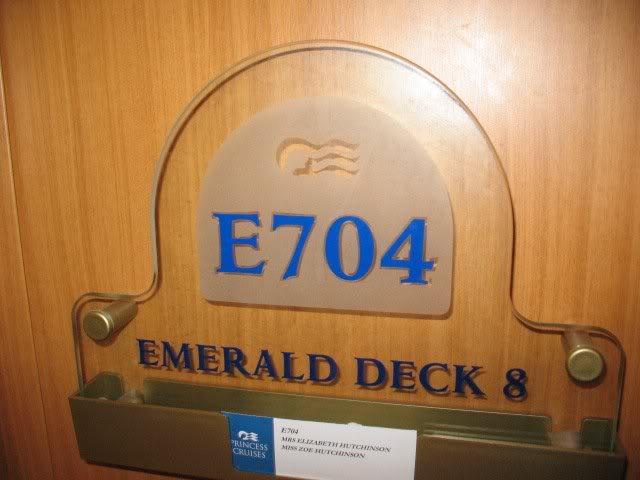 E704
EMERALD DECK 8
PRINCESS
CRUISES
E704
MRS ELIZABETH HUTCHINSON
MISS ZOE HUTCHINSON